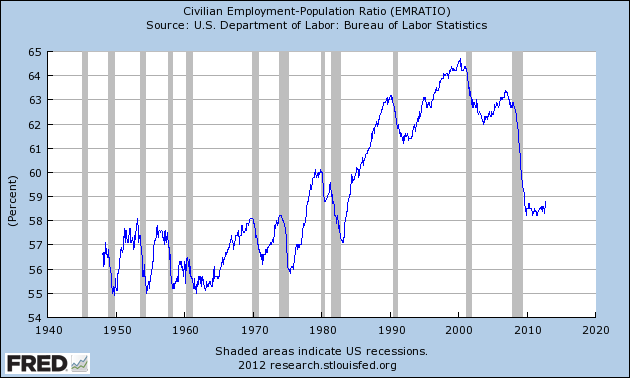 Civilian Employment-Population Ratio (EMRATIO)
Source: U.S. Department of Labor: Bureau of Labor Statistics
65
64
63
62
61
60
59
58
57
56
55
54
(Percent)
1940 1950 1960 1970 1980 1990 2000 2010 2020
Shaded areas indicate US recessions.
2012 research.stlouisfed.org
FRED